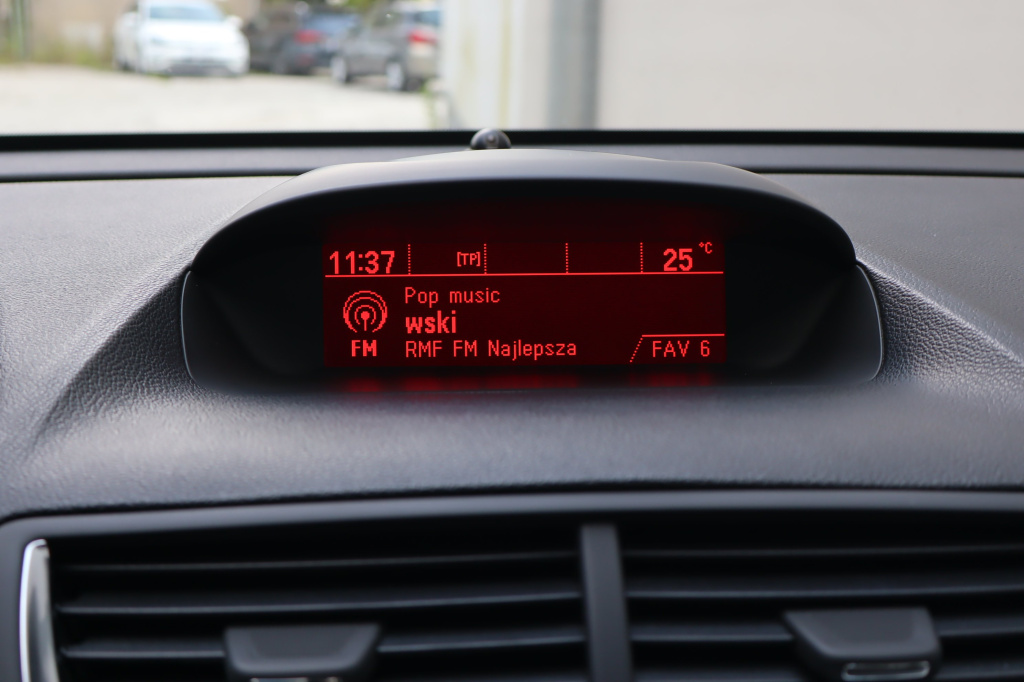 11:37 [TP] 25 °C
Pop music
wski
FM RMF FM Najlepsza FAV 6